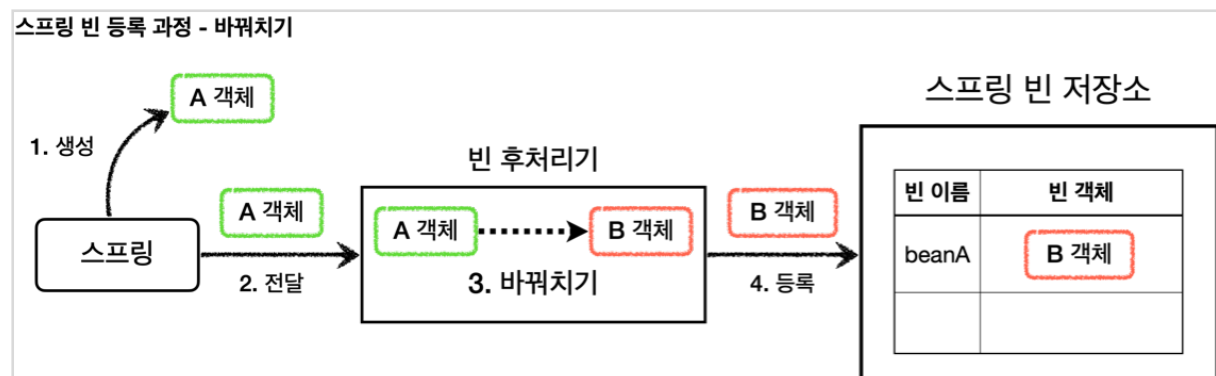 스프링 빈 등록 과정 - 바꿔치기
A 객체
스프링 빈 저장소
1. 생성
빈 후처리기
A 객체
B 객체
빈 이름
빈 객체
스프링
A 객체
B 객체
beanA
B 객체
2. 전달
3. 바꿔치기
4. 등록